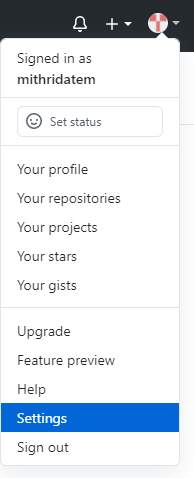 Signed in as
mithridatem
Set status
Your profile
Your repositories
Your projects
Your stars
Your gists
Upgrade
Feature preview
Help
Settings
Sign out